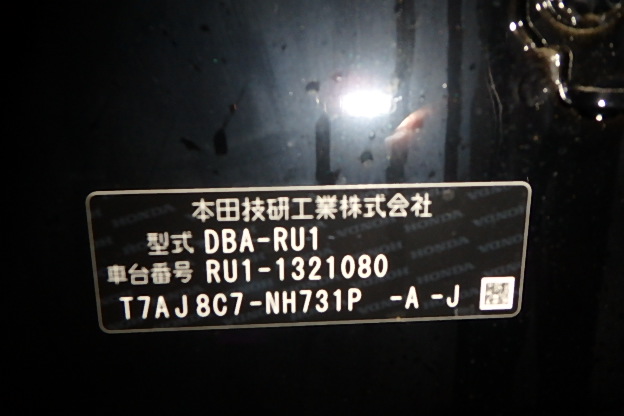 本田技研工業株式会社
型式 DBA-RU1
車台番号 RU1-1321080
T7AJ8C7-NH731P -A-J